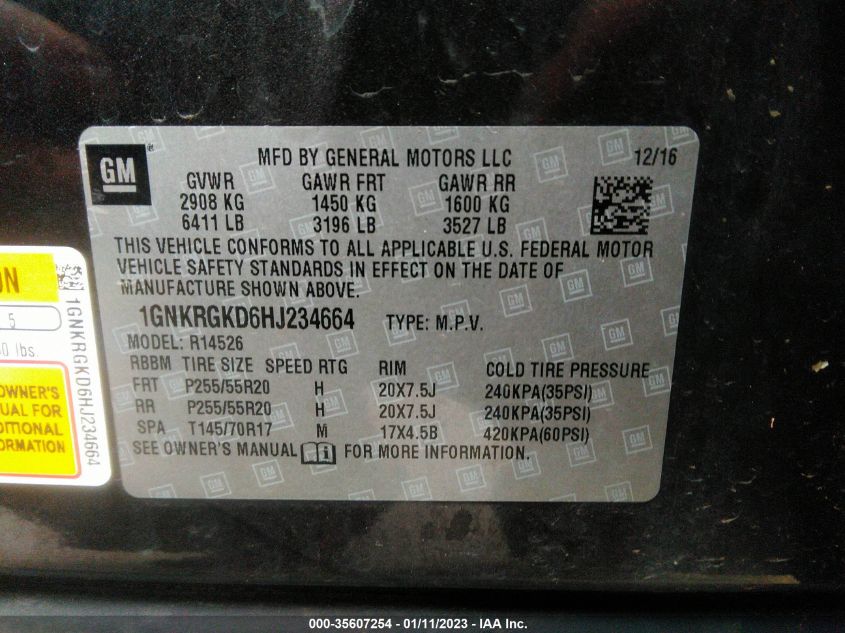 GM
MFD BY GENERAL MOTORS LLC 12/16
GVWR GAWR FRT GAWR RR
2908 KG 1450 KG 1600 KG
6411 LB 3196 LB 3527 LB
THIS VEHICLE CONFORMS TO ALL APPLICABLE U.S. FEDERAL MOTOR
VEHICLE SAFETY STANDARDS IN EFFECT ON THE DATE OF
MANUFACTURE SHOWN ABOVE.
1GNKRGKD6HJ234664 TYPE: M.P.V.
MODEL: R14526
RBBM TIRE SIZE SPEED RTG RIM COLD TIRE PRESSURE
FRT P255/55R20 H 20X7.5J 240KPA(35PSI)
RR P255/55R20 H 20X7.5J 240KPA(35PSI)
SPA T145/70R17 M 17X4.5B 420KPA(60PSI)
SEE OWNER'S MANUAL FOR MORE INFORMATION.
5
lbs.
OWNER'S
FOR
1GNKRGKD6HJ234664
000-35607254 - 01/11/2023 - IAA Inc.